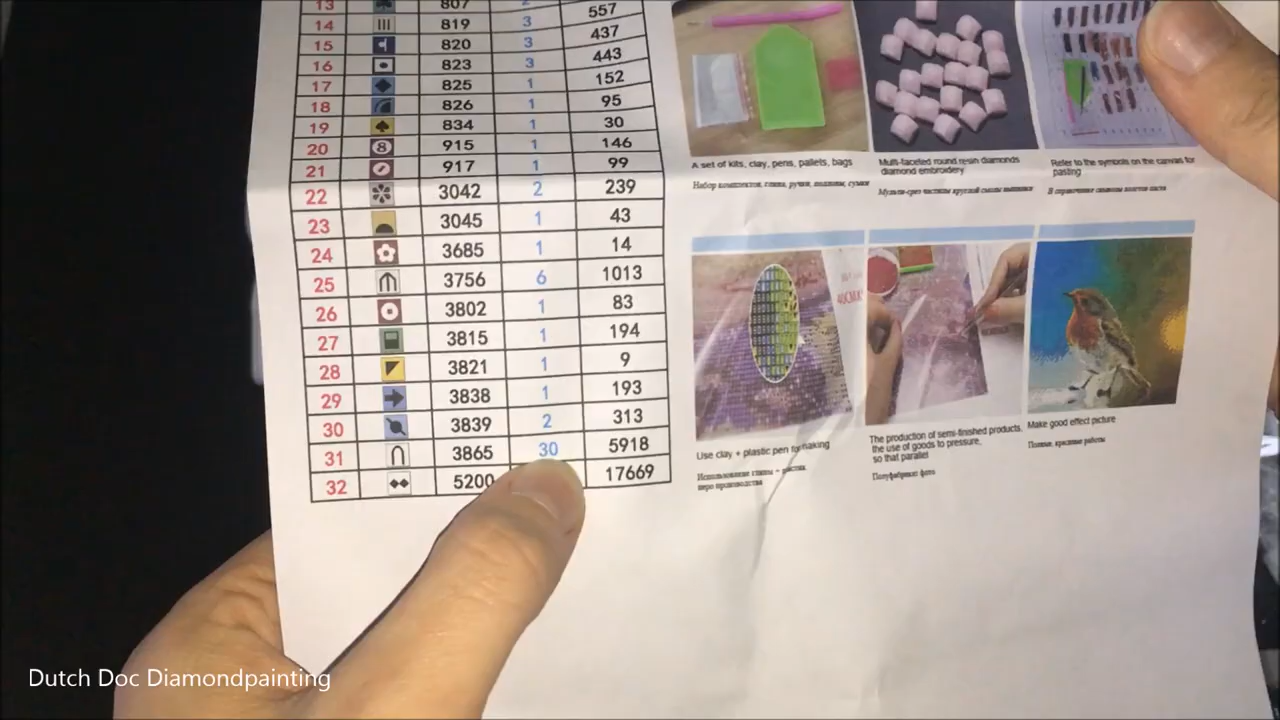 13 807 2
14 819 3 557
15 820 3 437
16 823 3 443
17 825 1 152
18 826 1 95
19 834 1 30
20 915 1 146
21 917 1 99
22 3042 2 239
23 3045 1 43
24 3685 1 14
25 3756 6 1013
26 3802 1 83
27 3815 1 194
28 3821 1 9
29 3838 1 193
30 3839 2 313
31 3865 30 5918
32 5200 17669
A set of kits, clay, pens, pallets, bags
Multi-faceted round resin diamonds
diamond embroidery
Refer to the symbols on the canvas for
pasting
Use clay + plastic pen for making
The production of semi-finished products,
the use of goods to pressure,
so that parallel
Полуфабрикат фото
Make good effect picture
Dutch Doc Diamondpainting